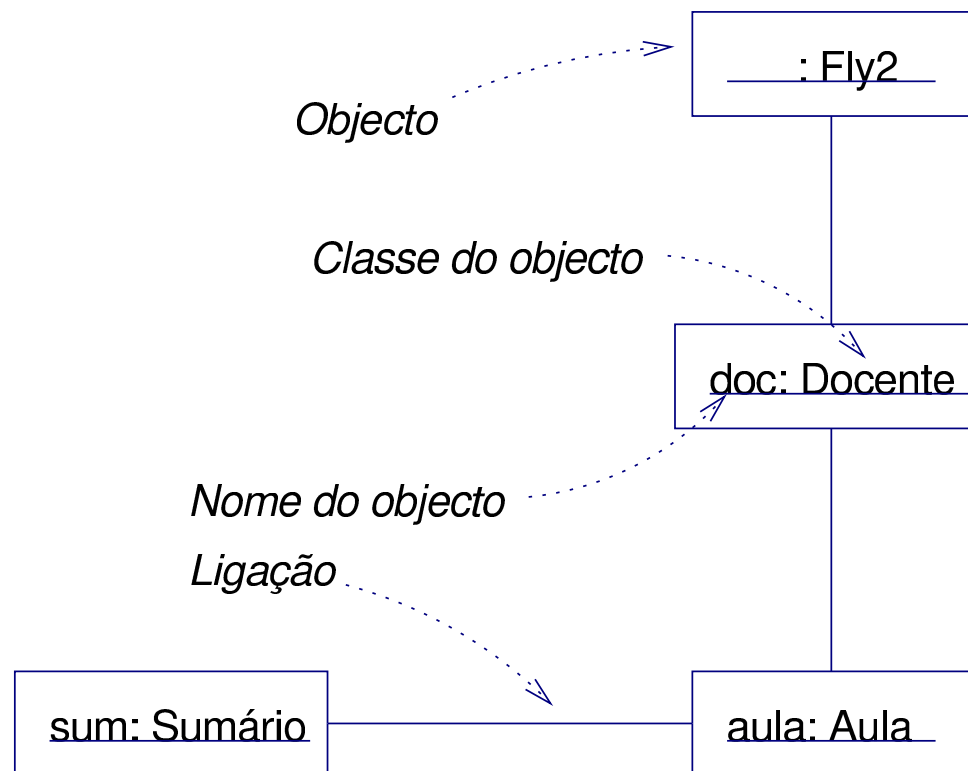 : Fly2
Objecto
Classe do objecto
doc: Docente
Nome do objecto
Ligação
sum: Sumário
aula: Aula